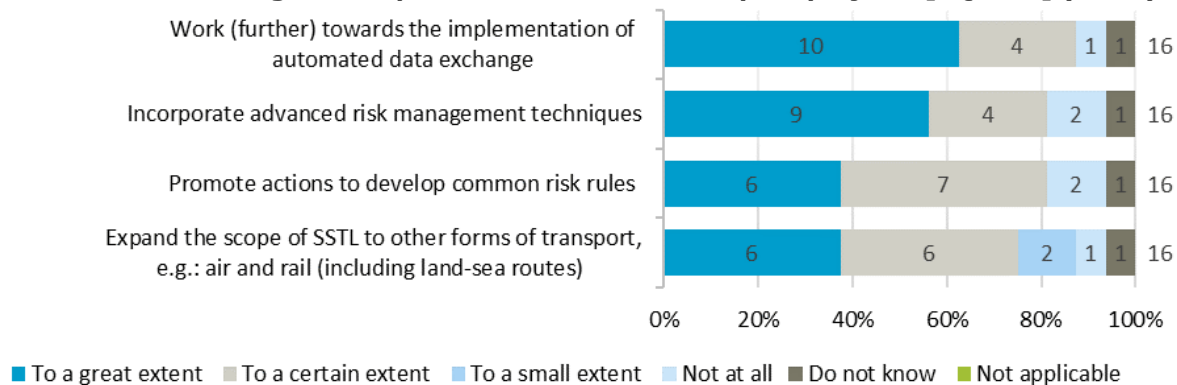 Work (further) towards the implementation of
automated data exchange
10 4 1 1 16
Incorporate advanced risk management techniques
9 4 2 1 16
Promote actions to develop common risk rules
6 7 2 1 16
Expand the scope of SSTL to other forms of transport,
e.g.: air and rail (including land-sea routes)
6 6 2 1 1 16
0% 20% 40% 60% 80% 100%
To a great extent To a certain extent To a small extent Not at all Do not know Not applicable